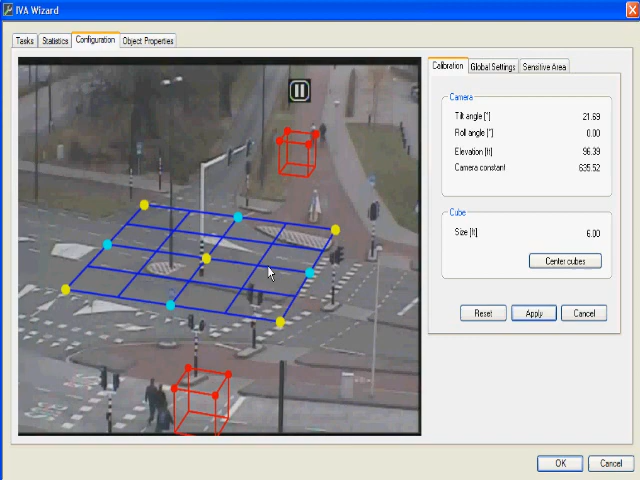 IVA Wizard
Tasks
Statistics
Configuration
Object Properties
Calibration
Global Settings
Sensitive Area
Camera
Tilt angle [°] 21.69
Roll angle [°] 0.00
Elevation [ft] 96.39
Camera constant 635.52
Cube
Size [ft] 6.00
Center cubes
Reset
Apply
Cancel
OK
Cancel